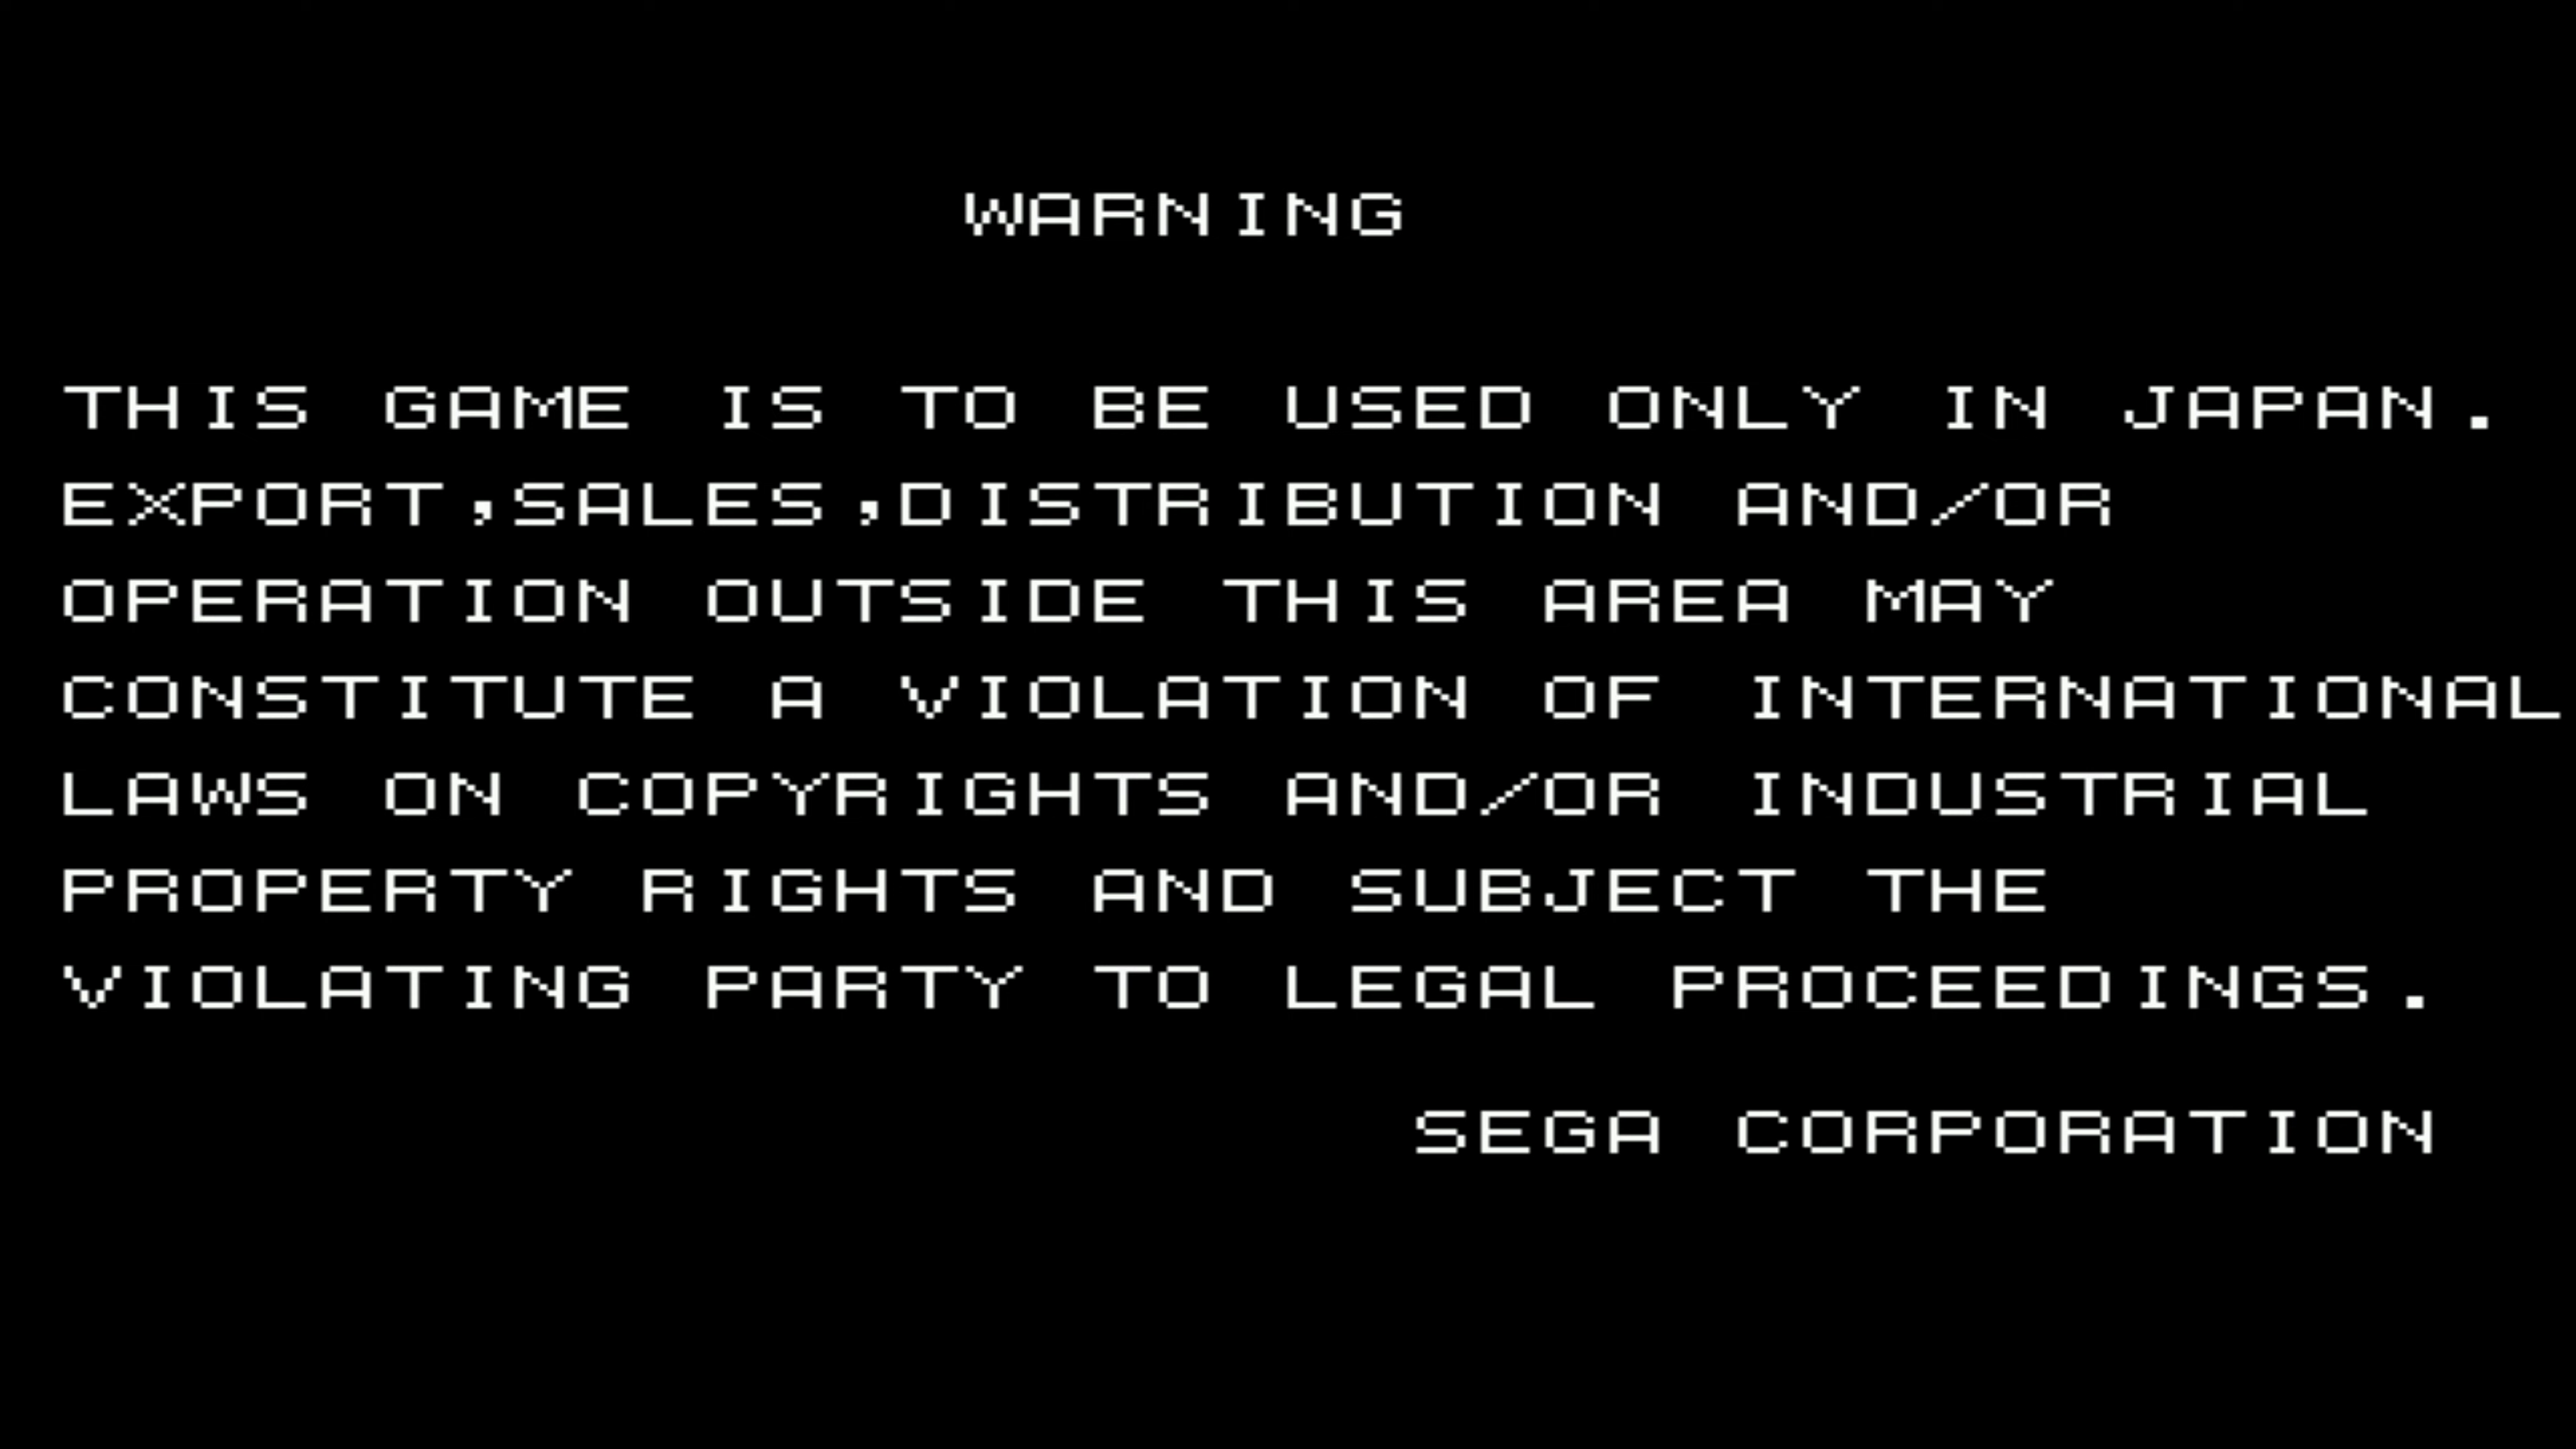 WARNING
THIS GAME IS TO BE USED ONLY IN JAPAN.
EXPORT,SALES,DISTRIBUTION AND/OR
OPERATION OUTSIDE THIS AREA MAY
CONSTITUTE A VIOLATION OF INTERNATIONAL
LAWS ON COPYRIGHTS AND/OR INDUSTRIAL
PROPERTY RIGHTS AND SUBJECT THE
VIOLATING PARTY TO LEGAL PROCEEDINGS.
SEGA CORPORATION